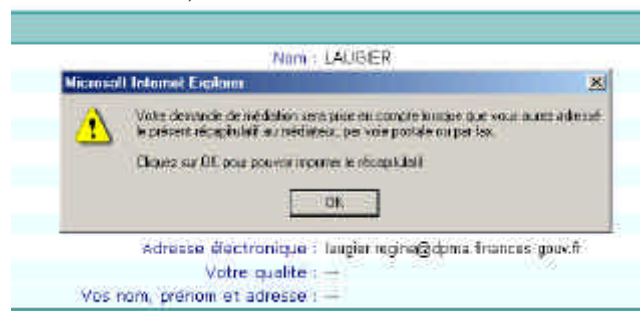 Nom : LAUGIER
Microsoft Internet Explorer
Votre demande de médiation sera prise en compte lorsque que vous aurez adressé
le présent récapitulatif au médiateur, par voie postale ou par fax.
Cliquez sur OK pour pouvoir imprimer le récapitulatif
OK
Adresse électronique : laugier.regine@dpma.finances.gouv.fr
Votre qualité : ---
Vos nom, prénom et adresse : ---